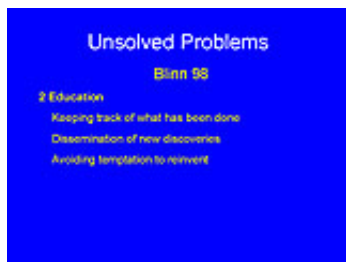 Unsolved Problems
Blinn 98
2 Education
Keeping track of what has been done
Dissemination of new discoveries
Avoiding temptation to reinvent